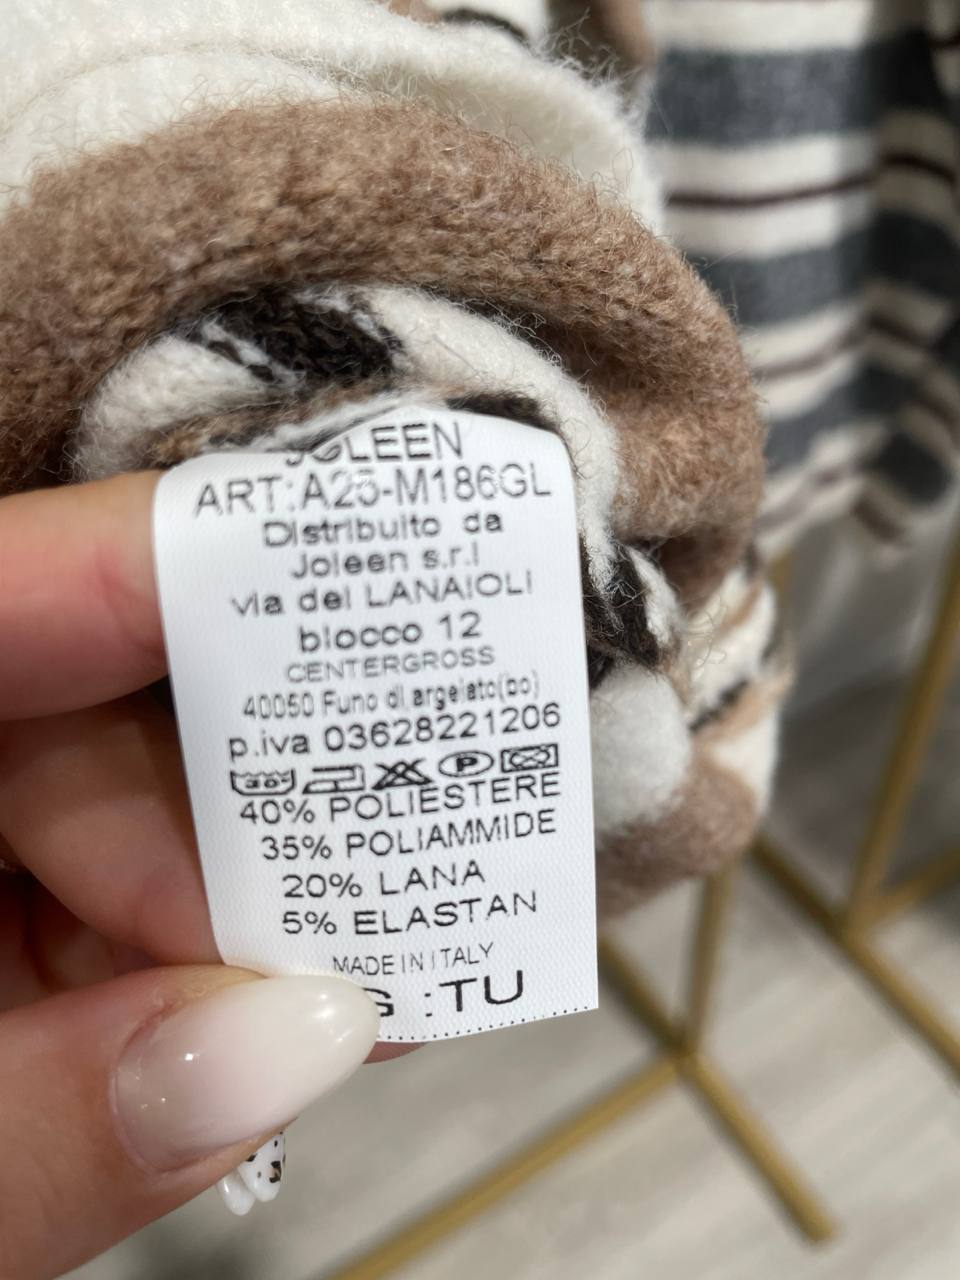 JOLEEN
ART:A25-M186GL
Distribuito da
Joleen s.r.l
via dei LANAIOLI
blocco 12
CENTERGROSS
40050 Funo di argelato(bo)
p.iva 03628221206
P
40% POLIESTERE
35% POLIAMMIDE
20% LANA
5% ELASTAN
MADE IN ITALY
:TU